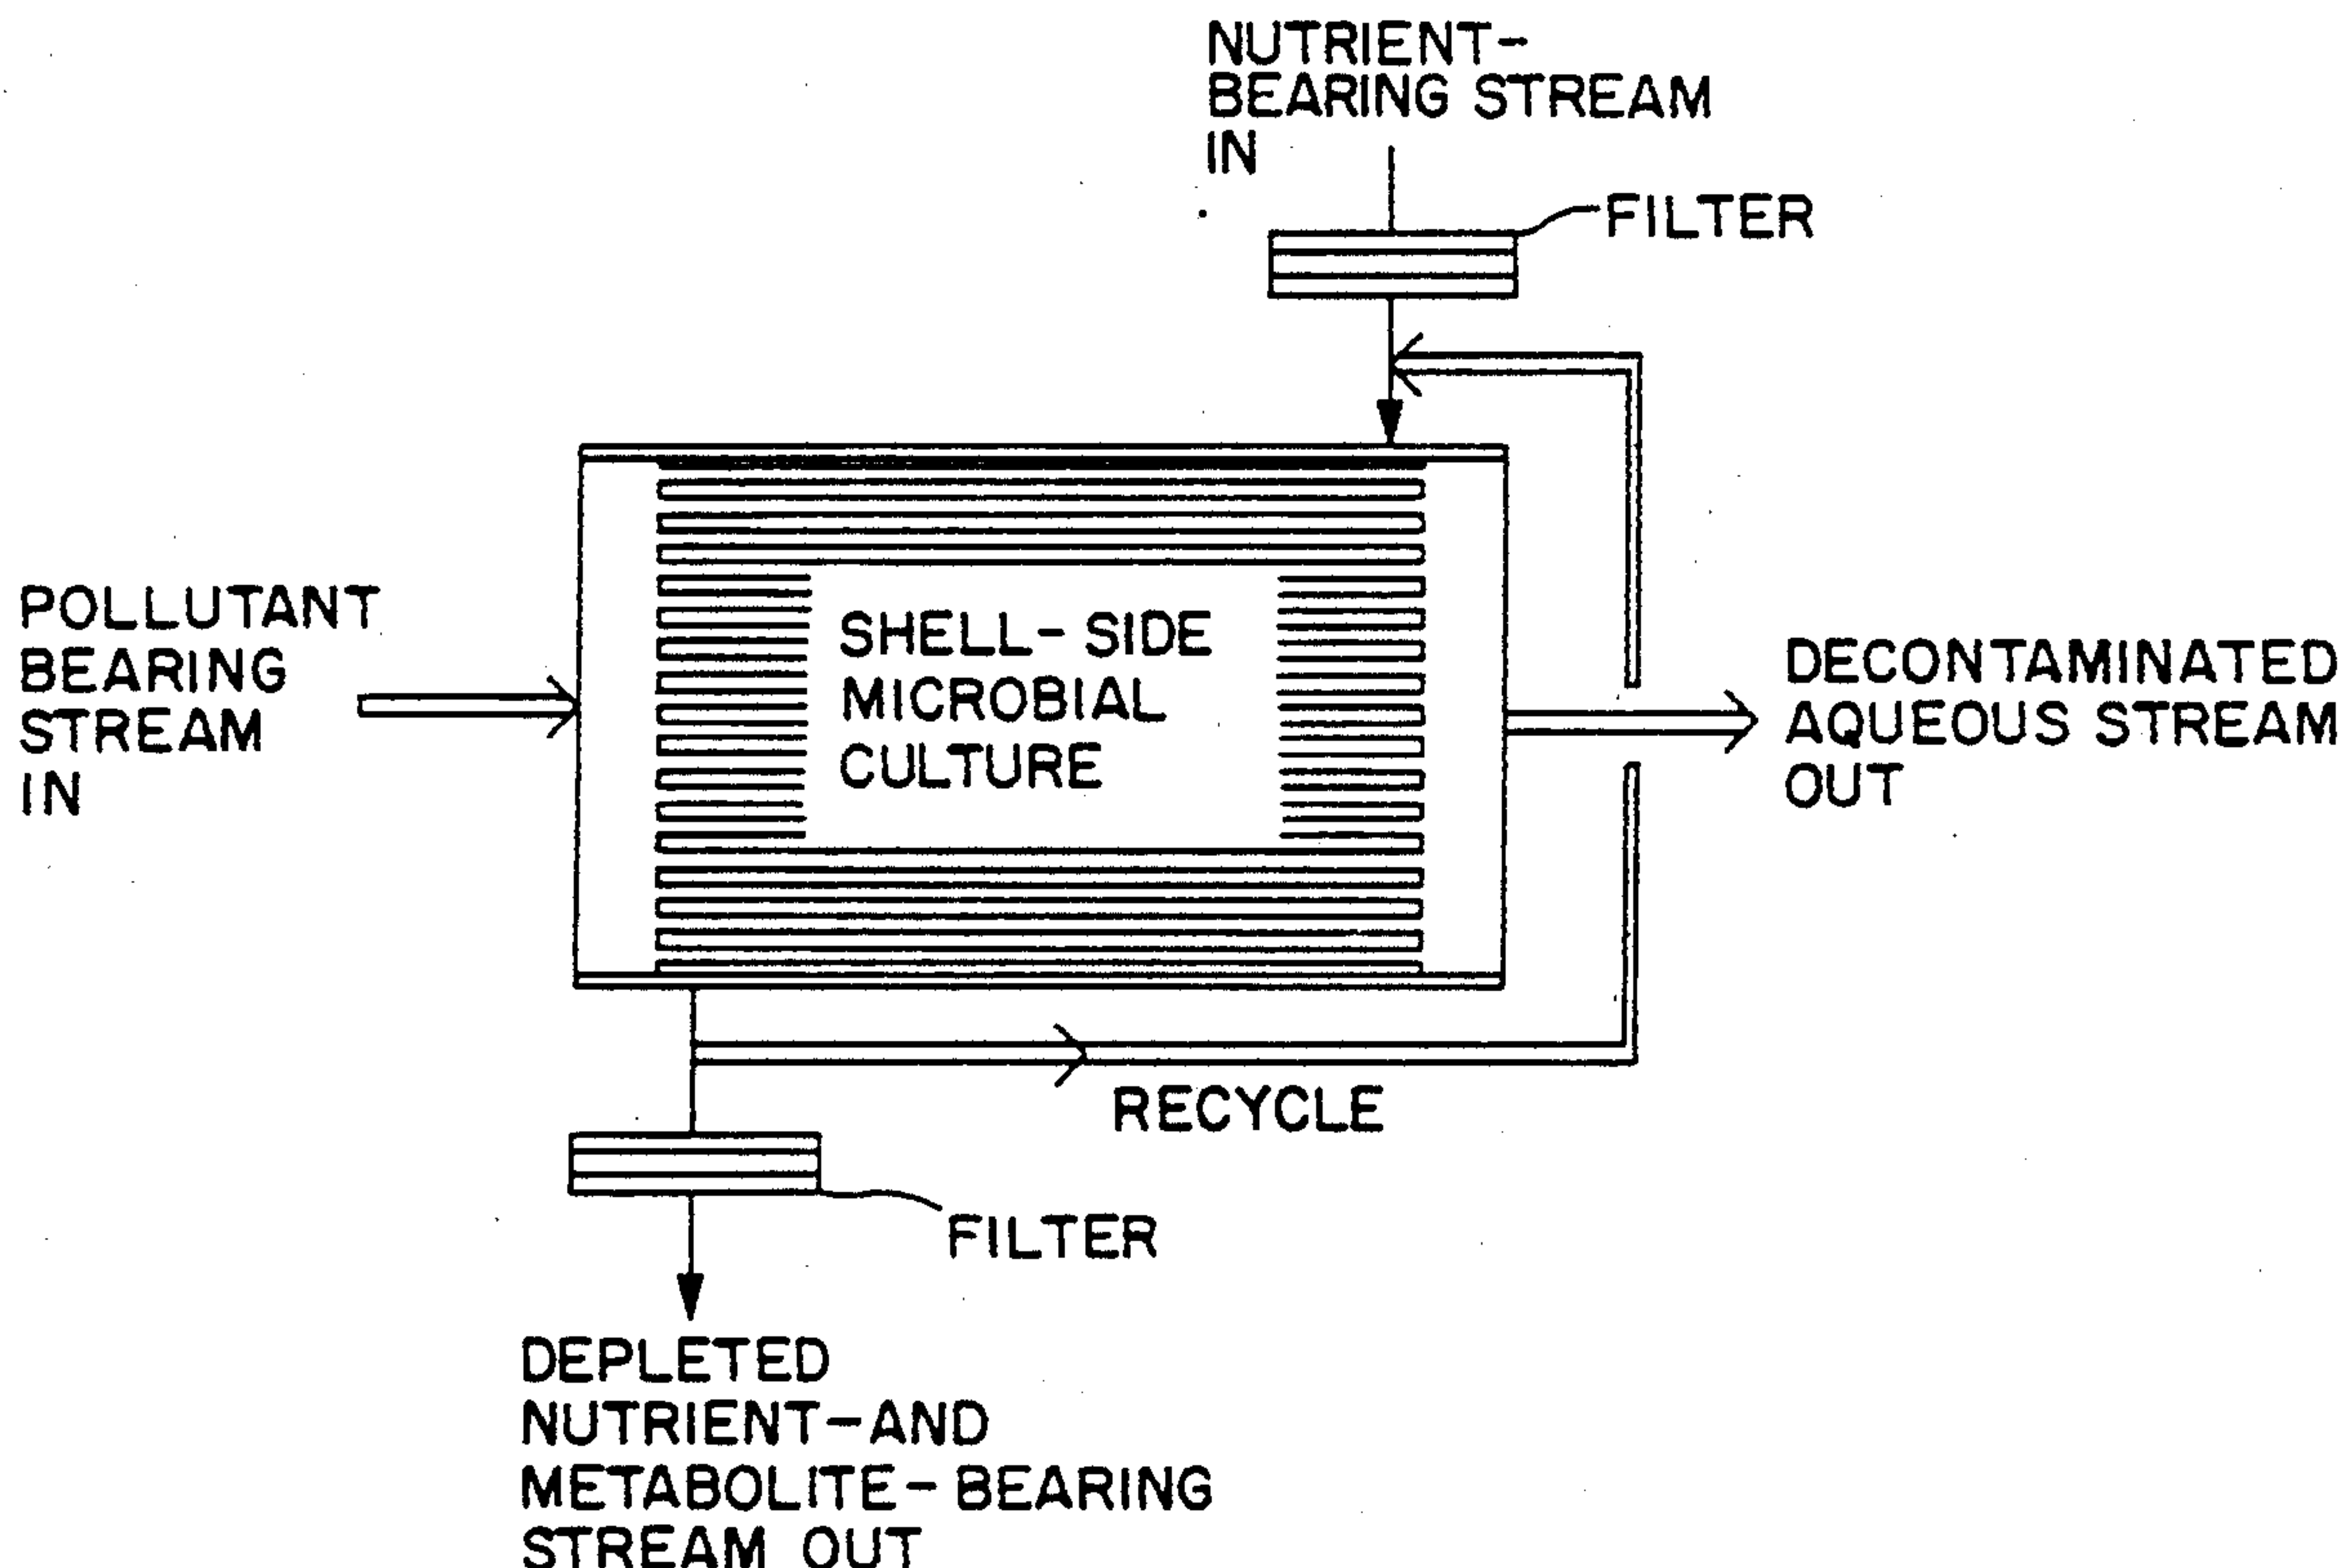 NUTRIENT-
BEARING STREAM
IN
FILTER
POLLUTANT
BEARING
STREAM
IN
SHELL-SIDE
MICROBIAL
CULTURE
DECONTAMINATED
AQUEOUS STREAM
OUT
RECYCLE
FILTER
DEPLETED
NUTRIENT-AND
METABOLITE-BEARING
STREAM OUT